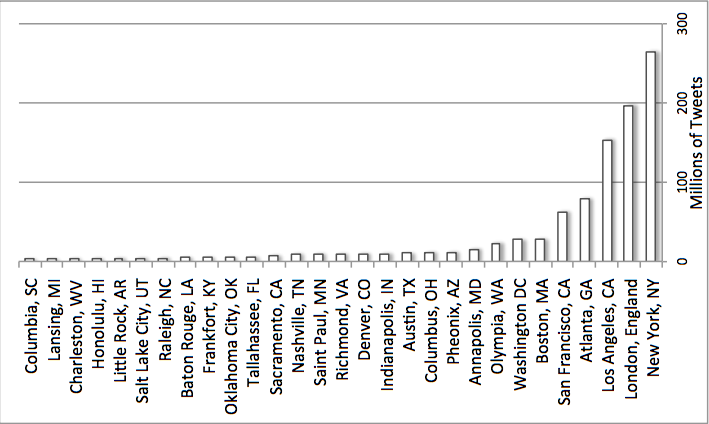 300
200
100
0
Millions of Tweets
Columbia, SC
Lansing, MI
Charleston, WV
Honolulu, HI
Little Rock, AR
Salt Lake City, UT
Raleigh, NC
Baton Rouge, LA
Frankfort, KY
Oklahoma City, OK
Tallahassee, FL
Sacramento, CA
Nashville, TN
Saint Paul, MN
Richmond, VA
Denver, CO
Indianapolis, IN
Austin, TX
Columbus, OH
Pheonix, AZ
Annapolis, MD
Olympia, WA
Washington DC
Boston, MA
San Francisco, CA
Atlanta, GA
Los Angeles, CA
London, England
New York, NY